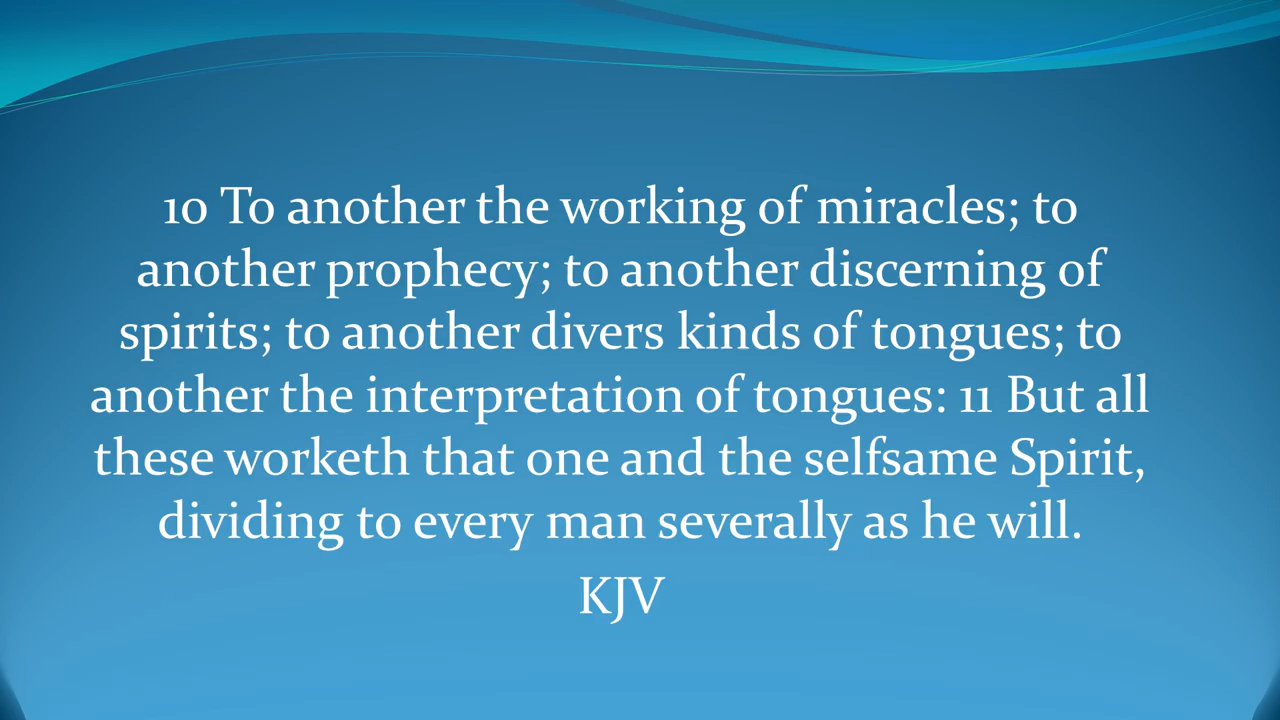 10 To another the working of miracles; to
another prophecy; to another discerning of
spirits; to another divers kinds of tongues; to
another the interpretation of tongues: 11 But all
these worketh that one and the selfsame Spirit,
dividing to every man severally as he will.
KJV